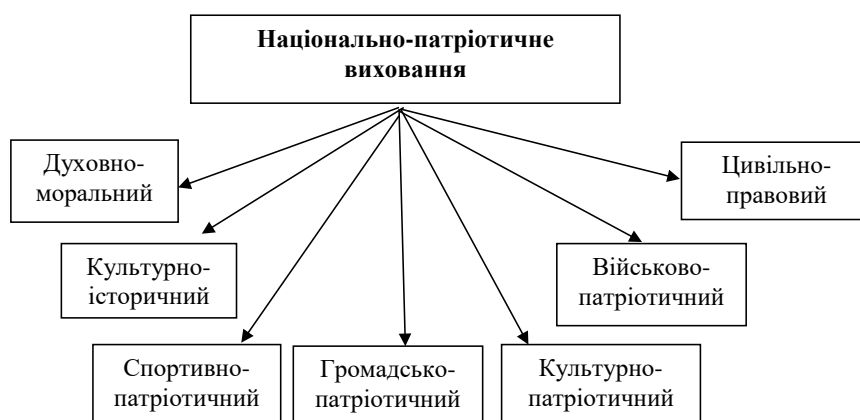 Національно-патріотичне
виховання
Духовно-
моральний
Цивільно-
правовий
Культурно-
історичний
Військово-
патріотичний
Спортивно-
патріотичний
Громадсько-
патріотичний
Культурно-
патріотичний